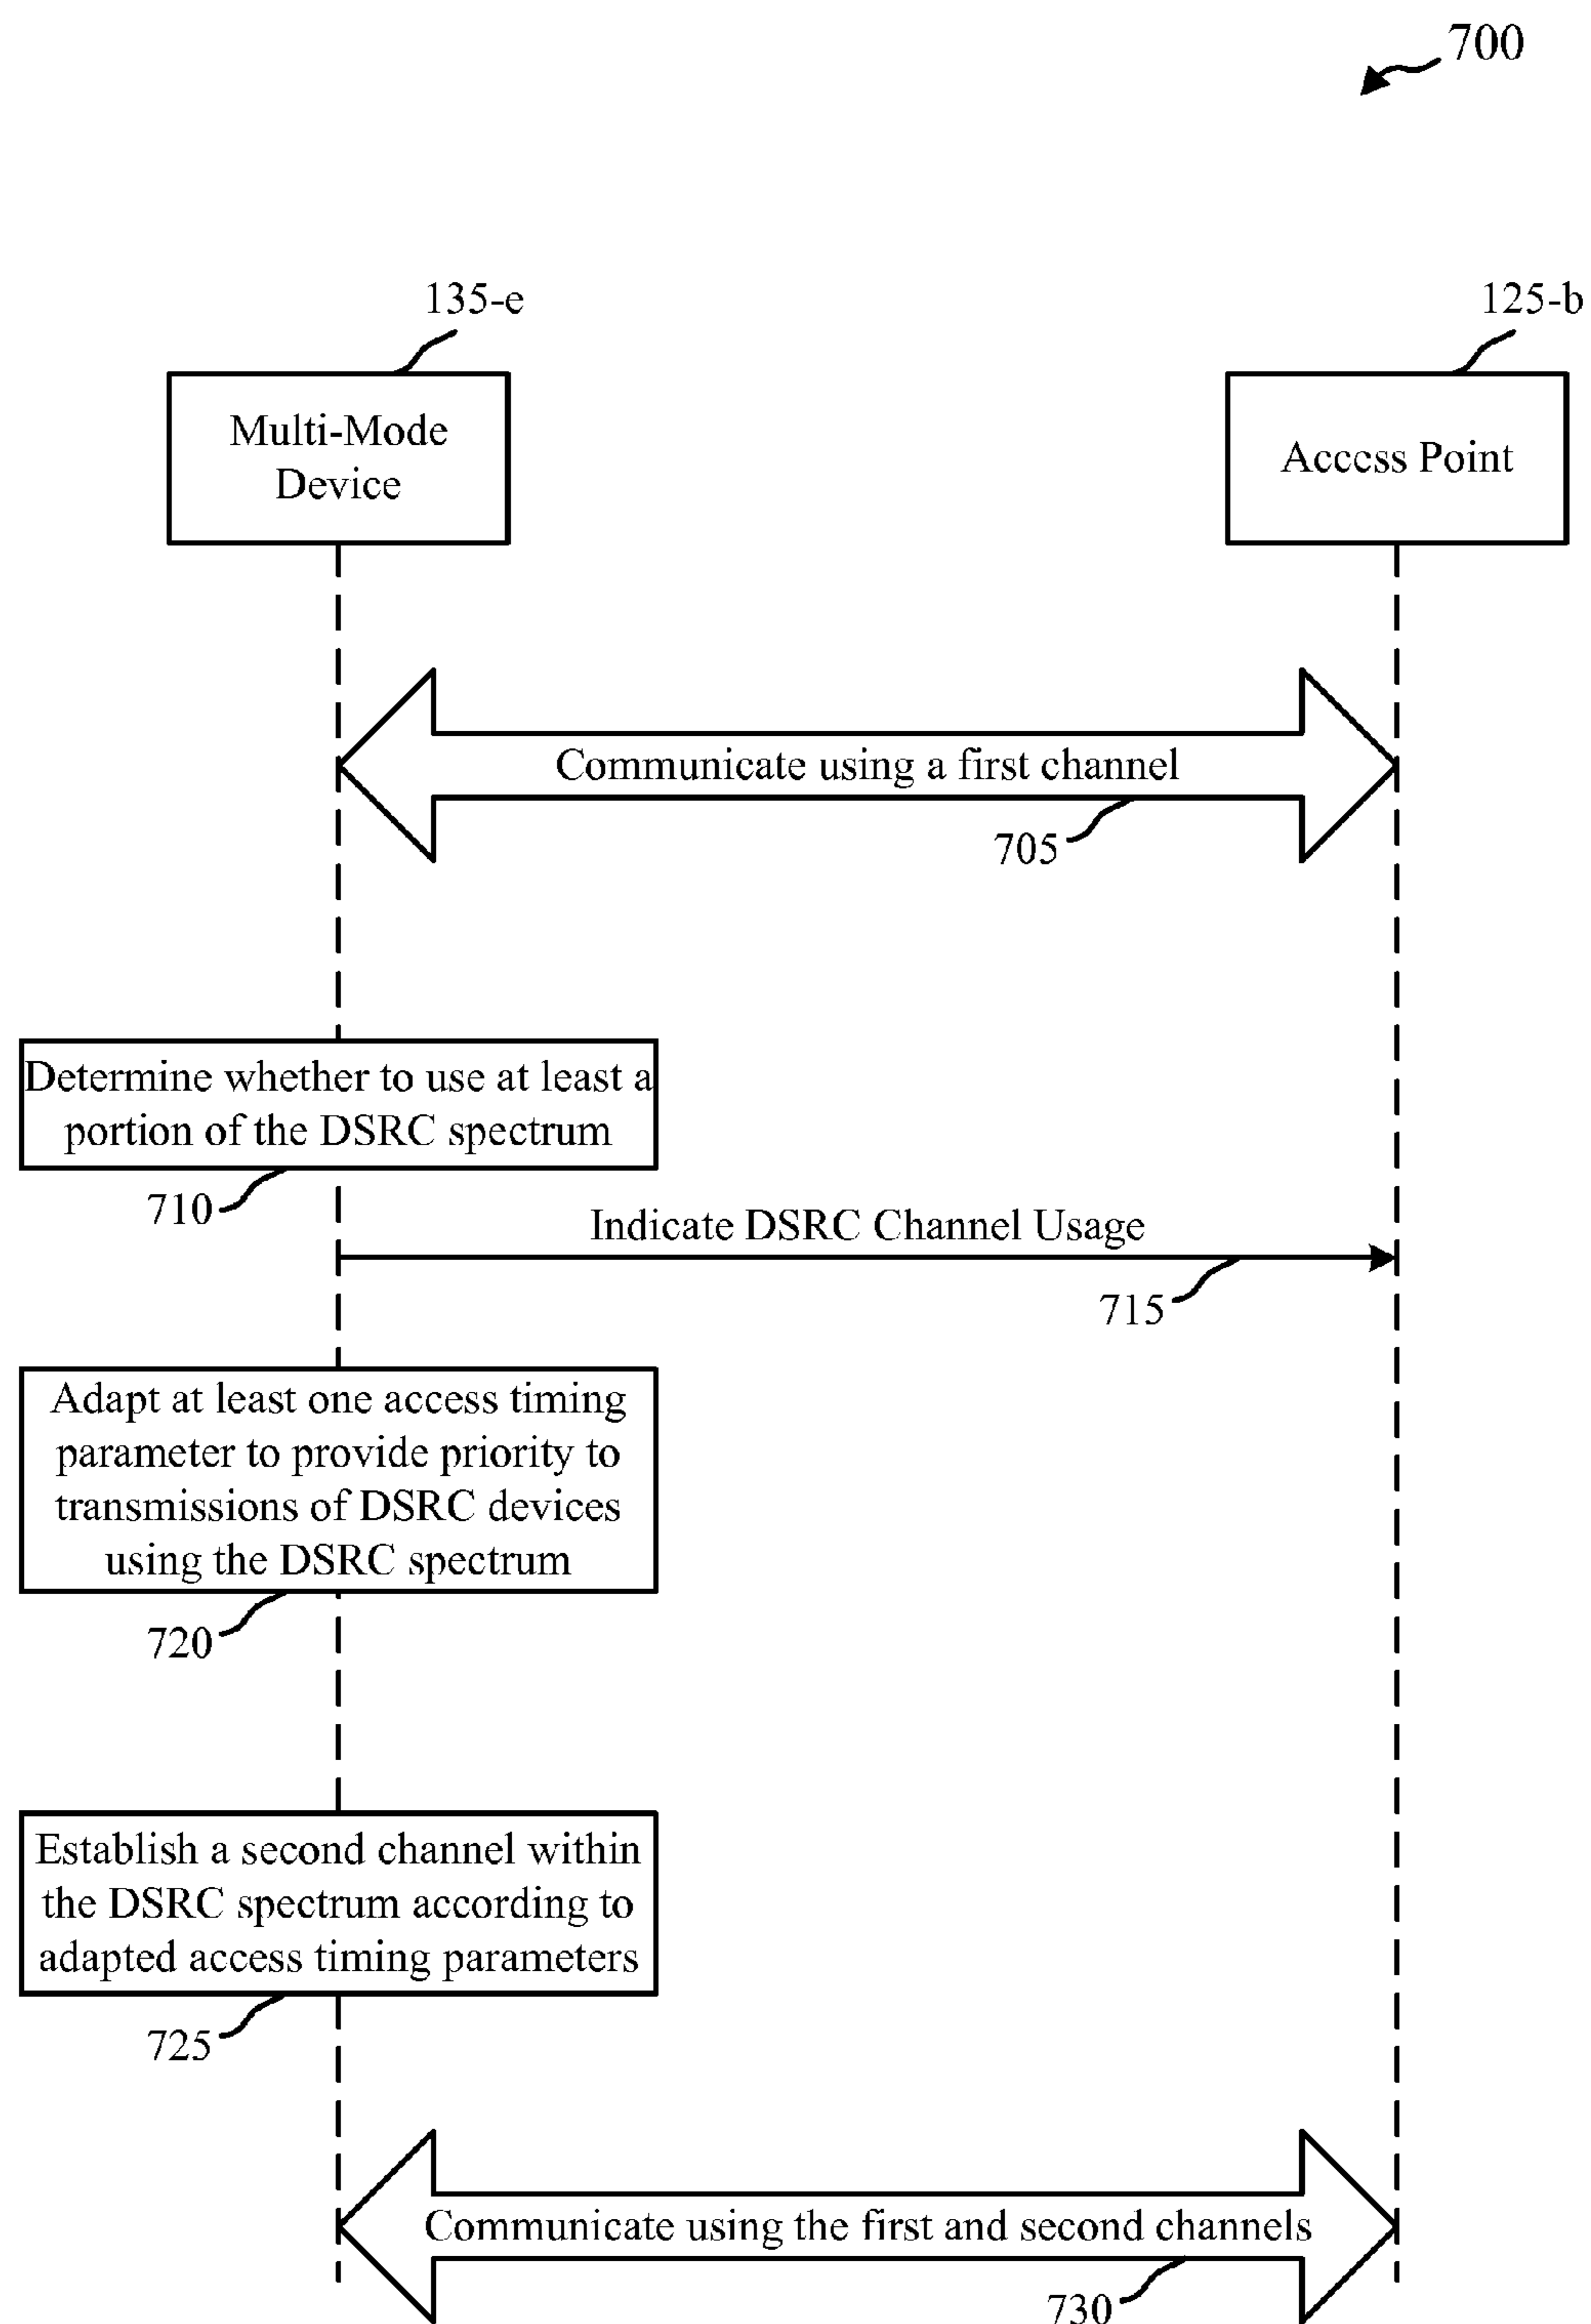 700
135-e
125-b
Multi-Mode
Device
Access Point
Communicate using a first channel
705
Determine whether to use at least a
portion of the DSRC spectrum
710
Indicate DSRC Channel Usage
715
Adapt at least one access timing
parameter to provide priority to
transmissions of DSRC devices
using the DSRC spectrum
720
Establish a second channel within
the DSRC spectrum according to
adapted access timing parameters
725
Communicate using the first and second channels
730